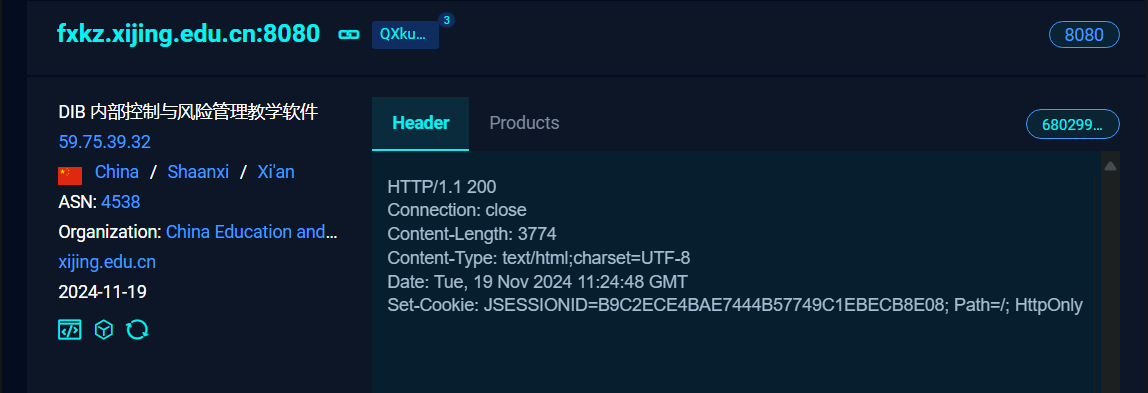 fxkz.xijing.edu.cn:8080 QXku... 3 8080
DIB 内部控制与风险管理教学软件
59.75.39.32
China / Shaanxi / Xi'an
ASN: 4538
Organization: China Education and...
xijing.edu.cn
2024-11-19
Header Products 680299...
HTTP/1.1 200
Connection: close
Content-Length: 3774
Content-Type: text/html;charset=UTF-8
Date: Tue, 19 Nov 2024 11:24:48 GMT
Set-Cookie: JSESSIONID=B9C2ECE4BAE7444B57749C1EBECB8E08; Path=/; HttpOnly